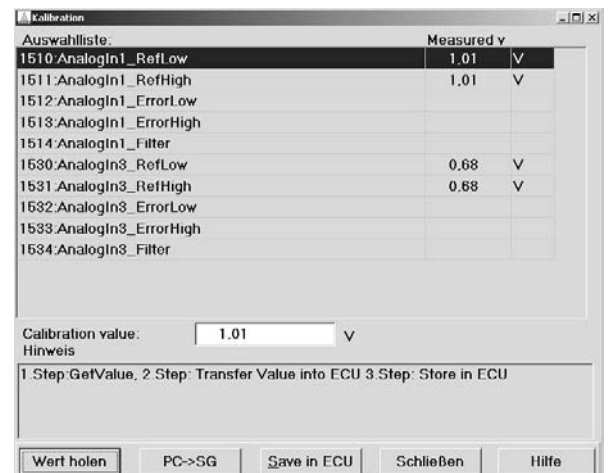 Kalibration
Auswahlliste: Measured v
1510:AnalogIn1_RefLow 1,01 V
1511:AnalogIn1_RefHigh 1,01 V
1512:AnalogIn1_ErrorLow
1513:AnalogIn1_ErrorHigh
1514:AnalogIn1_Filter
1530:AnalogIn3_RefLow 0,68 V
1531:AnalogIn3_RefHigh 0,68 V
1532:AnalogIn3_ErrorLow
1533:AnalogIn3_ErrorHigh
1534:AnalogIn3_Filter
Calibration value: 1,01 V
Hinweis
1.Step:GetValue, 2.Step: Transfer Value into ECU 3.Step: Store in ECU
Wert holen PC->SG Save in ECU Schließen Hilfe